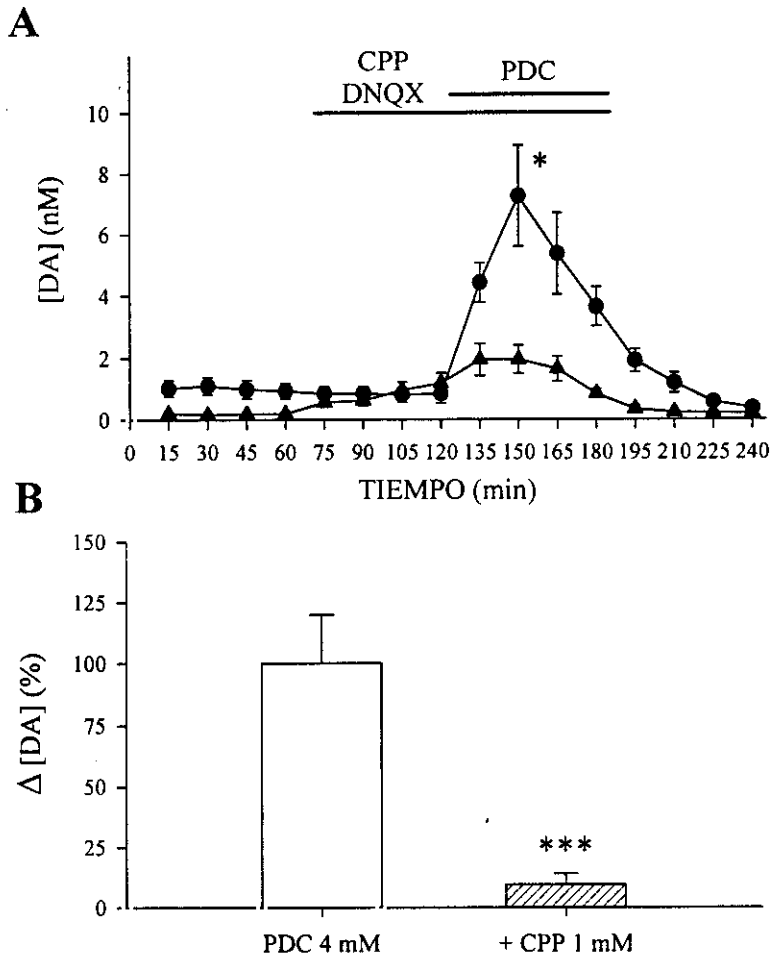 A
CPP
DNQX
PDC
10
8
6
4
2
0
[DA] (nM)
*
0 15 30 45 60 75 90 105 120 135 150 165 180 195 210 225 240
TIEMPO (min)
B
150
125
100
75
50
25
0
Δ [DA] (%)
***
PDC 4 mM
+ CPP 1 mM